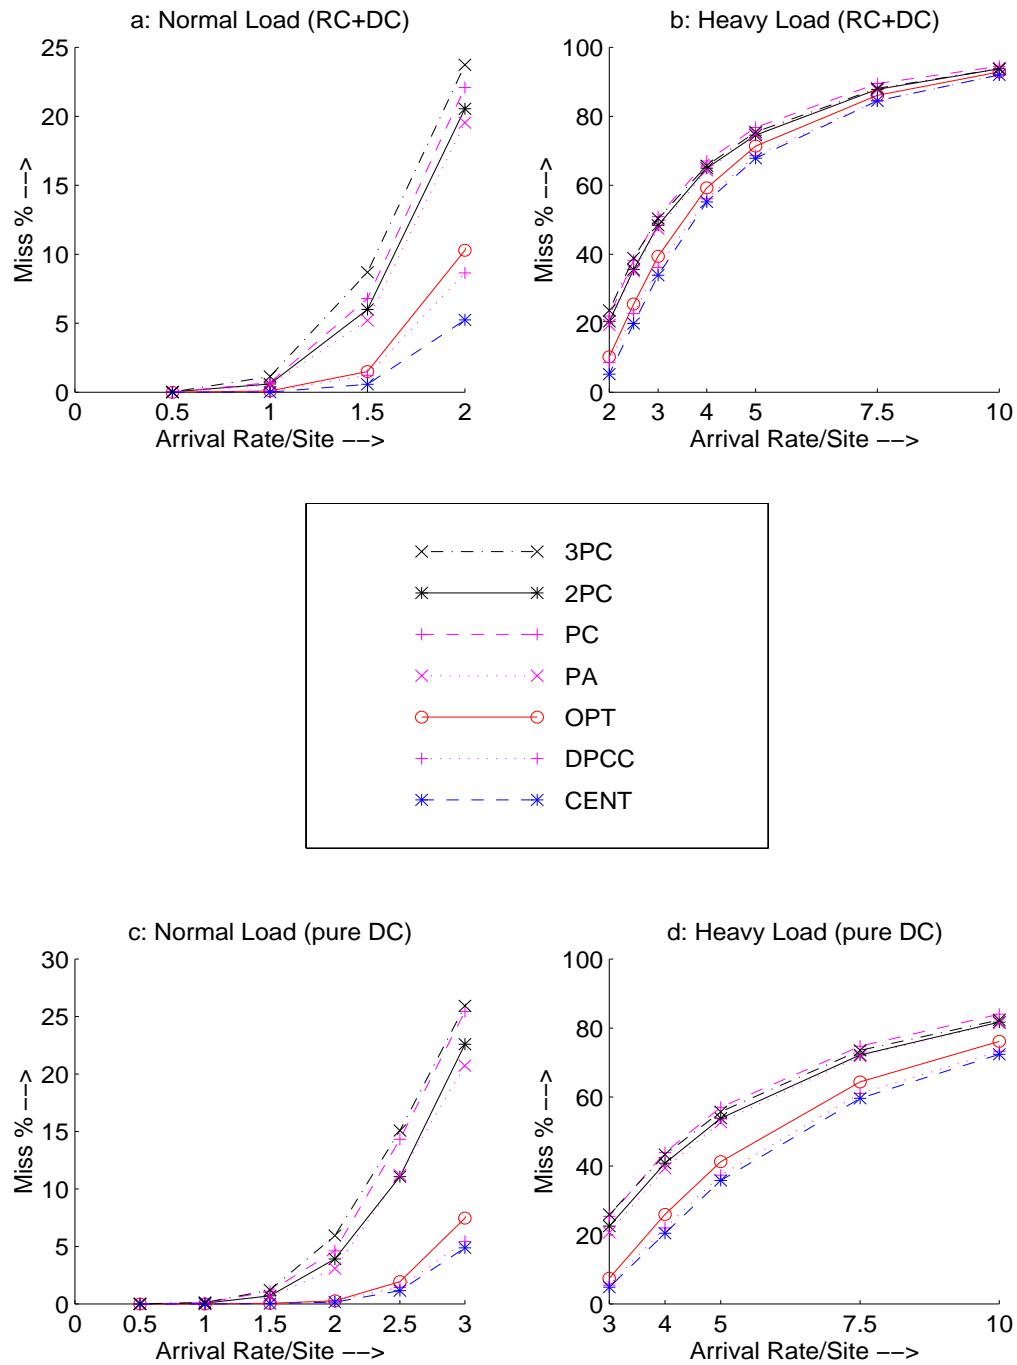 a: Normal Load (RC+DC)
25
20
15
10
5
0
0 0.5 1 1.5 2
Miss % −−>
Arrival Rate/Site −−>
b: Heavy Load (RC+DC)
100
80
60
40
20
0
2 3 4 5 7.5 10
Miss % −−>
Arrival Rate/Site −−>
3PC
2PC
PC
PA
OPT
DPCC
CENT
c: Normal Load (pure DC)
30
25
20
15
10
5
0
0 0.5 1 1.5 2 2.5 3
Miss % −−>
Arrival Rate/Site −−>
d: Heavy Load (pure DC)
100
80
60
40
20
0
3 4 5 7.5 10
Miss % −−>
Arrival Rate/Site −−>